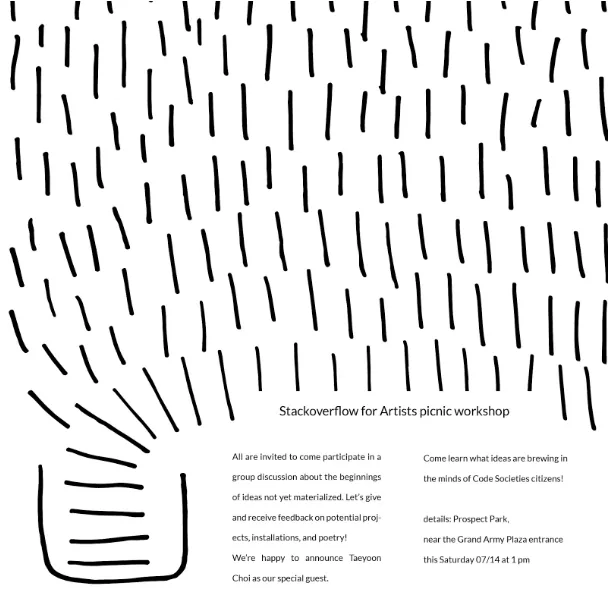 Stackoverflow for Artists picnic workshop
All are invited to come participate in a
group discussion about the beginnings
of ideas not yet materialized. Let's give
and receive feedback on potential proj-
ects, installations, and poetry!
We're happy to announce Taeyoon
Choi as our special guest.
Come learn what ideas are brewing in
the minds of Code Societies citizens!
details: Prospect Park,
near the Grand Army Plaza entrance
this Saturday 07/14 at 1 pm